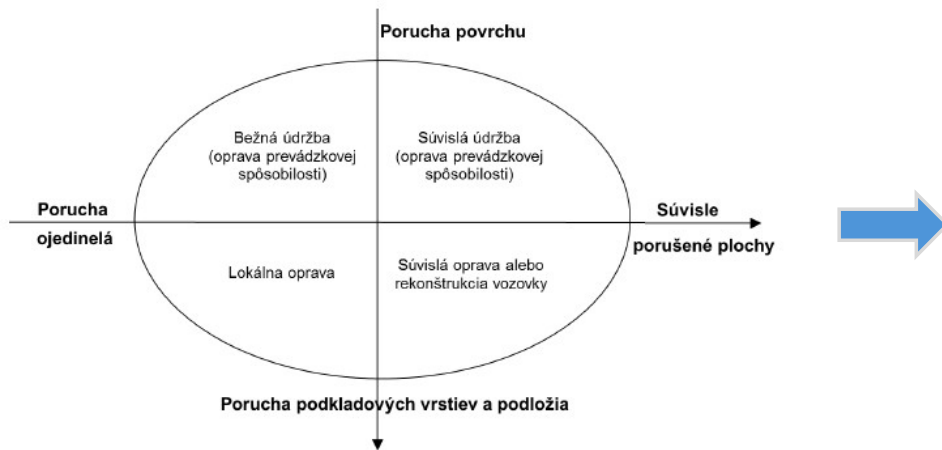 Porucha povrchu
Bežná údržba
(oprava prevádzkovej
spôsobilosti)
Súvislá údržba
(oprava prevádzkovej
spôsobilosti)
Porucha
ojedinelá
Súvisle
porušené plochy
Lokálna oprava
Súvislá oprava alebo
rekonštrukcia vozovky
Porucha podkladových vrstiev a podložia